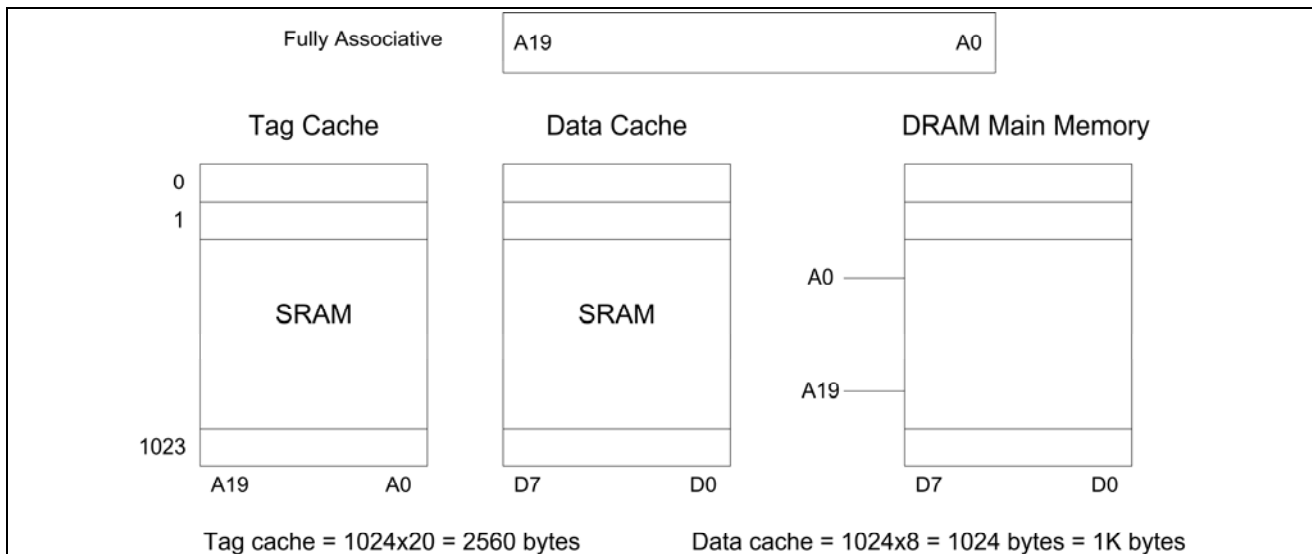 Fully Associative
A19 A0
Tag Cache Data Cache DRAM Main Memory
0
1
A0
SRAM SRAM
A19
1023
A19 A0 D7 D0 D7 D0
Tag cache = 1024x20 = 2560 bytes Data cache = 1024x8 = 1024 bytes = 1K bytes